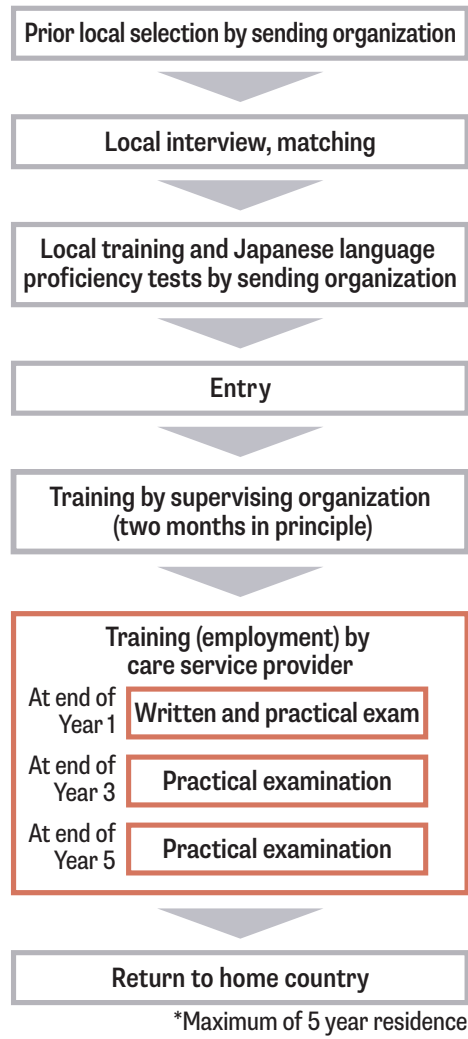 Prior local selection by sending organization
Local interview, matching
Local training and Japanese language
proficiency tests by sending organization
Entry
Training by supervising organization
(two months in principle)
Training (employment) by
care service provider
At end of
Year 1
Written and practical exam
At end of
Year 3
Practical examination
At end of
Year 5
Practical examination
Return to home country
*Maximum of 5 year residence